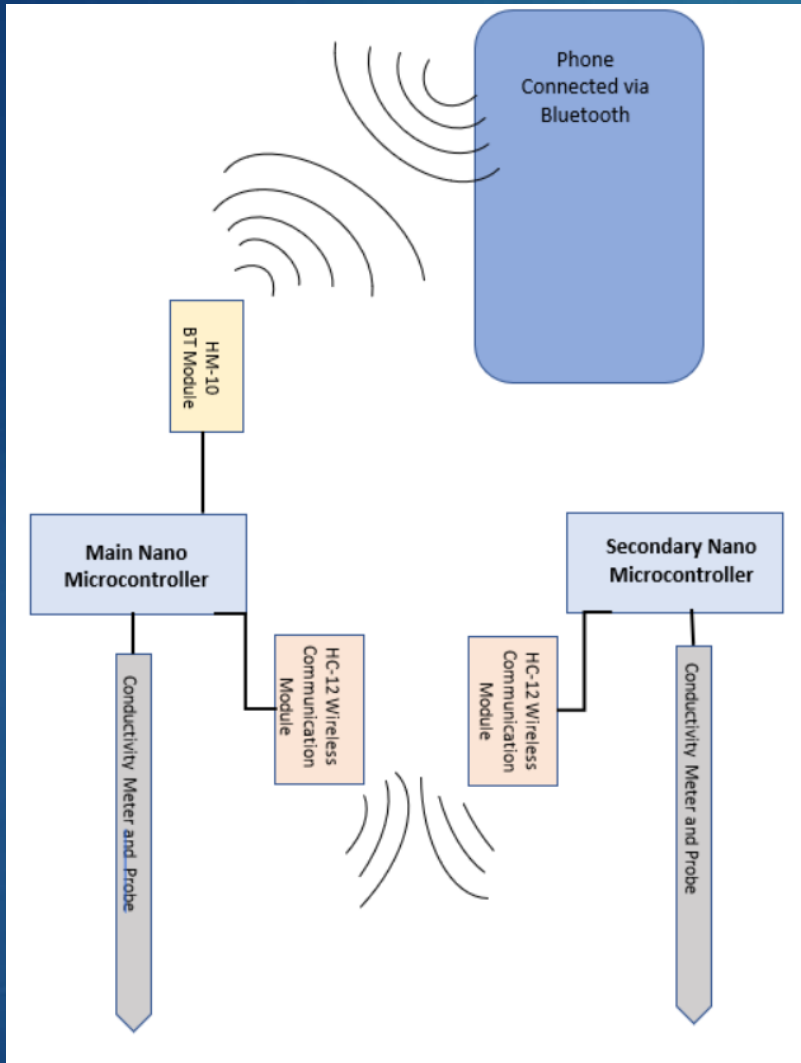 Phone
Connected via
Bluetooth
HM-10
BT Module
Main Nano
Microcontroller
Secondary Nano
Microcontroller
HC-12 Wireless
Communication
Module
HC-12 Wireless
Communication
Module
Conductivity Meter and Probe
Conductivity Meter and Probe